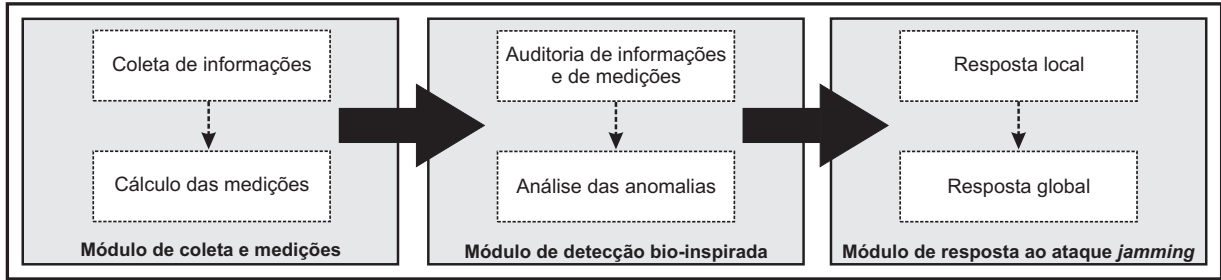 Coleta de informações
Cálculo das medições
Módulo de coleta e medições
Auditoria de informações
e de medições
Análise das anomalias
Módulo de detecção bio-inspirada
Resposta local
Resposta global
Módulo de resposta ao ataque jamming